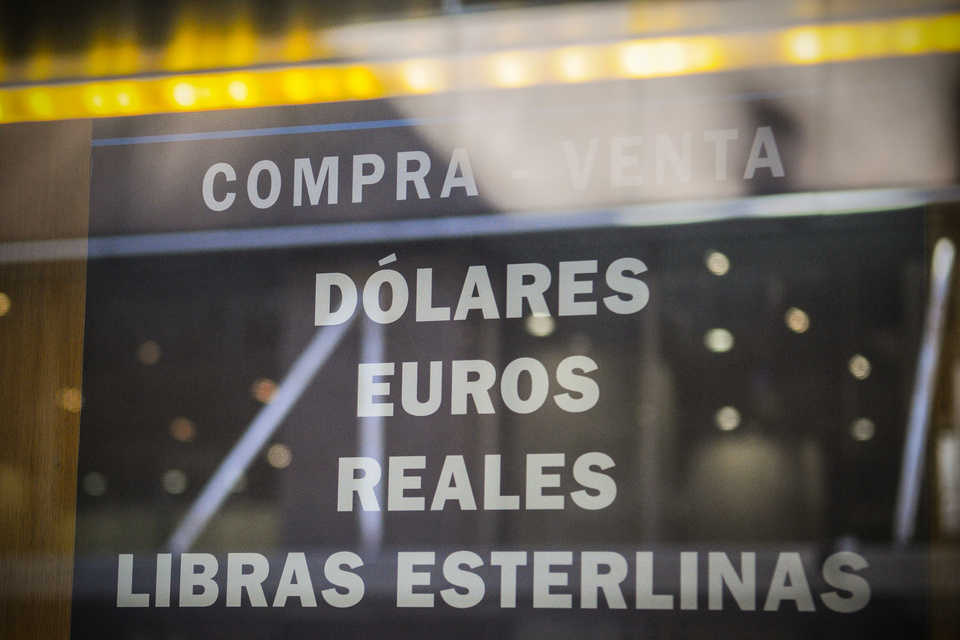 COMPRA - VENTA
DÓLARES
EUROS
REALES
LIBRAS ESTERLINAS